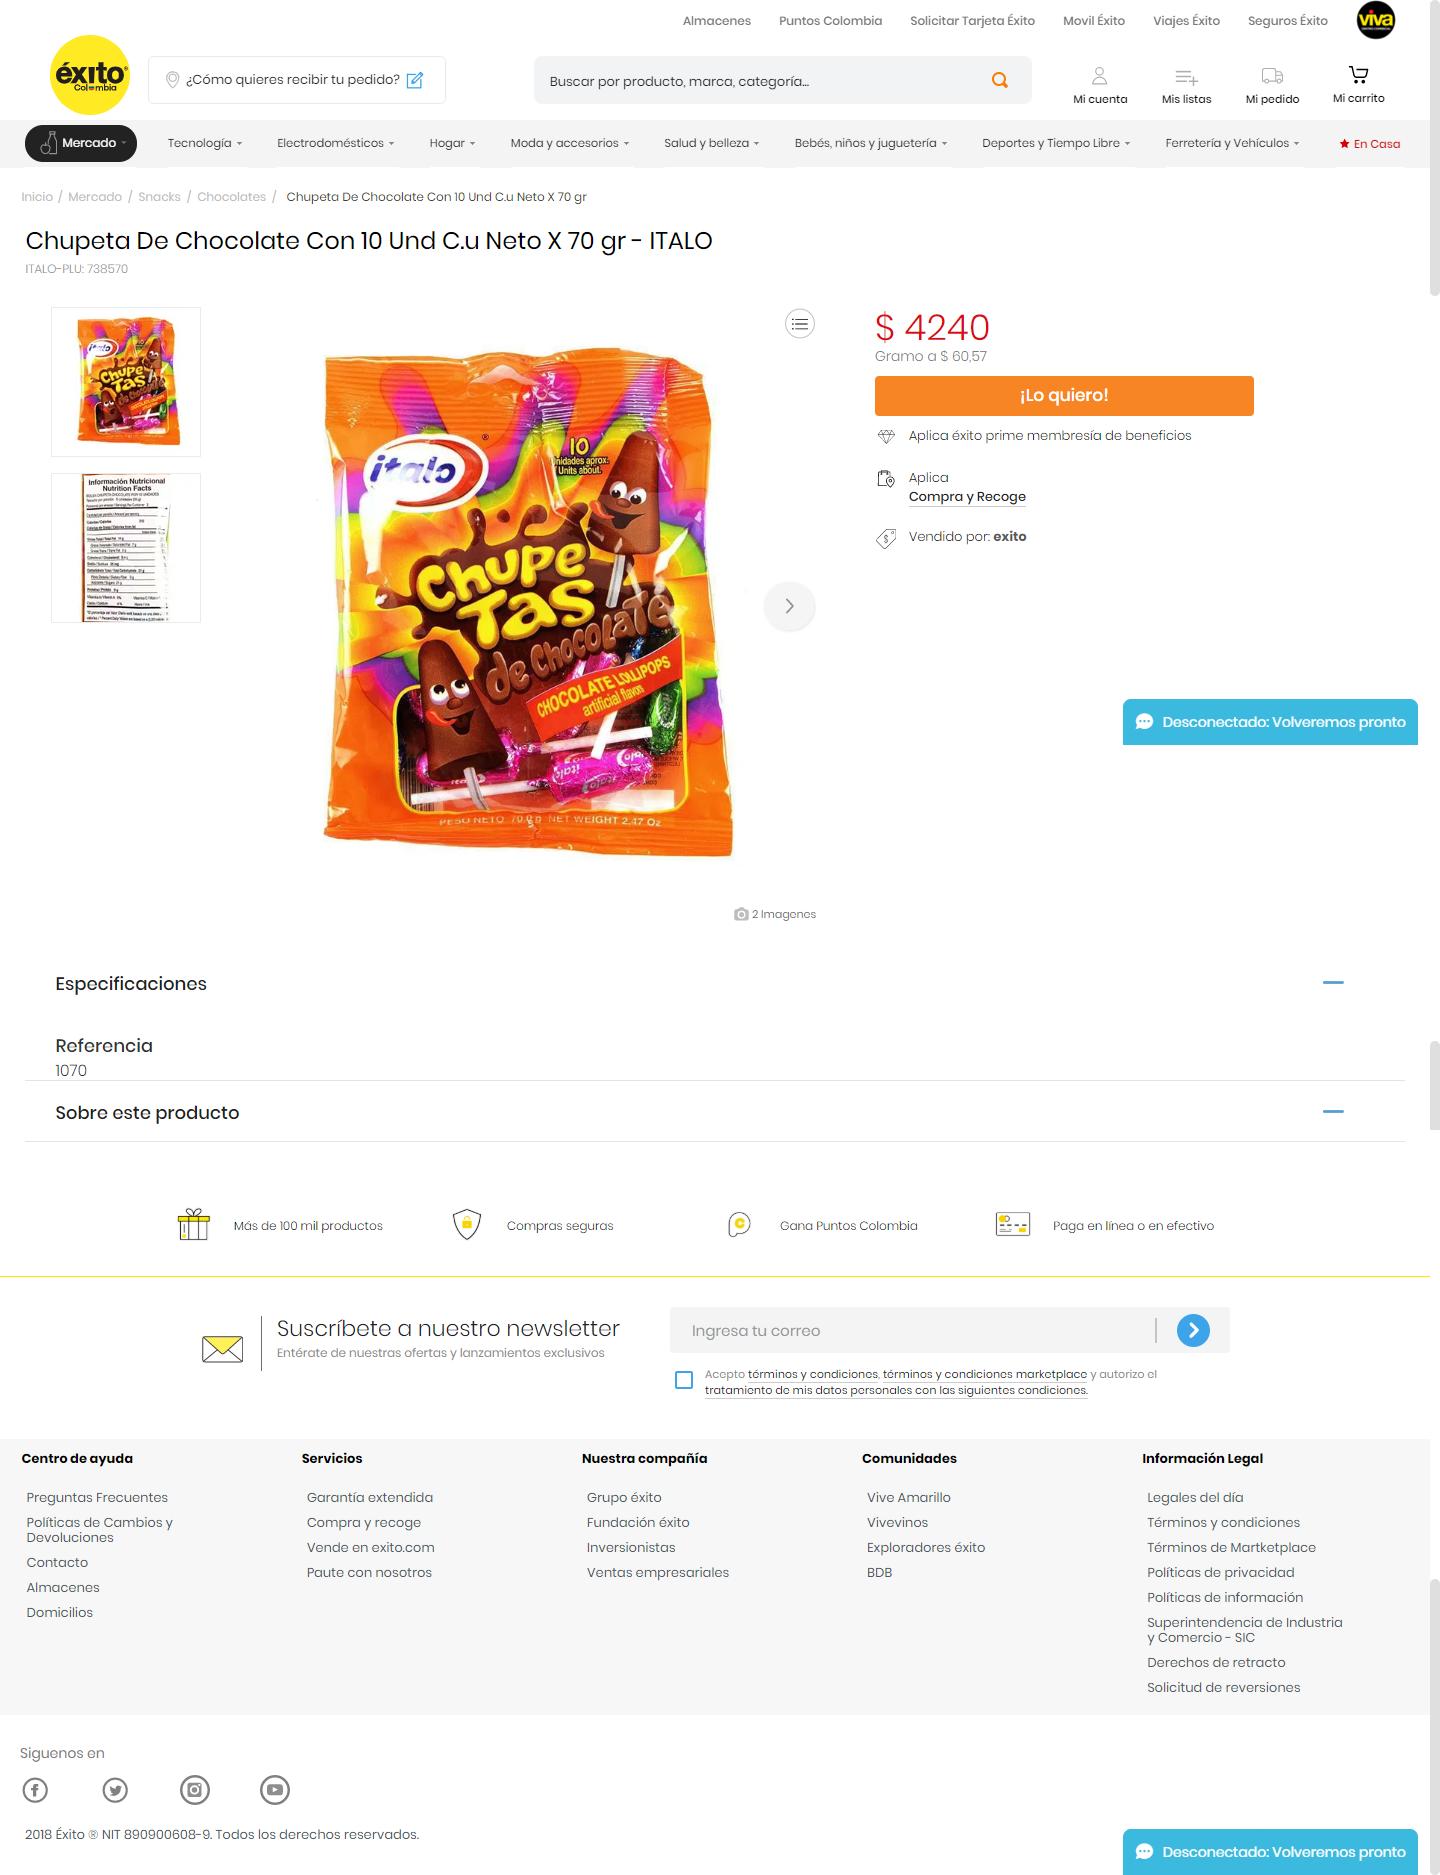 Almacenes Puntos Colombia Solicitar Tarjeta Éxito Movil Éxito Viajes Éxito Seguros Éxito viva
éxito
Colombia
¿Cómo quieres recibir tu pedido?
Buscar por producto, marca, categoría...
Mi cuenta Mis listas Mi pedido Mi carrito
Mercado Tecnología Electrodomésticos Hogar Moda y accesorios Salud y belleza Bebés, niños y juguetería Deportes y Tiempo Libre Ferretería y Vehículos En Casa
Inicio / Mercado / Snacks / Chocolates / Chupeta De Chocolate Con 10 Und C.u Neto X 70 gr
Chupeta De Chocolate Con 10 Und C.u Neto X 70 gr - ITALO
ITALO-PLU: 738570
italo
Chupe
Tas
de Chocolate
Información Nutricional
Nutrition Facts
italo ®
10
Unidades aprox.
Units about.
Chupe
Tas
de Chocolate
CHOCOLATE LOLLIPOPS
artificial flavor
italo
PESO NETO 70.0 g NET WEIGHT 2.47 Oz
2 Imagenes
$ 4240
Gramo a $ 60,57
¡Lo quiero!
Aplica éxito prime membresía de beneficios
Aplica
Compra y Recoge
Vendido por: exito
Desconectado: Volveremos pronto
Especificaciones
Referencia
1070
Sobre este producto
Más de 100 mil productos
Compras seguras
Gana Puntos Colombia
Paga en línea o en efectivo
Suscríbete a nuestro newsletter
Entérate de nuestras ofertas y lanzamientos exclusivos
Ingresa tu correo
Acepto términos y condiciones, términos y condiciones marketplace y autorizo el
tratamiento de mis datos personales con las siguientes condiciones.
Centro de ayuda
Preguntas Frecuentes
Políticas de Cambios y
Devoluciones
Contacto
Almacenes
Domicilios
Servicios
Garantía extendida
Compra y recoge
Vende en exito.com
Paute con nosotros
Nuestra compañía
Grupo éxito
Fundación éxito
Inversionistas
Ventas empresariales
Comunidades
Vive Amarillo
Vivevinos
Exploradores éxito
BDB
Información Legal
Legales del día
Términos y condiciones
Términos de Martketplace
Políticas de privacidad
Políticas de información
Superintendencia de Industria
y Comercio - SIC
Derechos de retracto
Solicitud de reversiones
Siguenos en
2018 Éxito ® NIT 890900608-9. Todos los derechos reservados.
Desconectado: Volveremos pronto